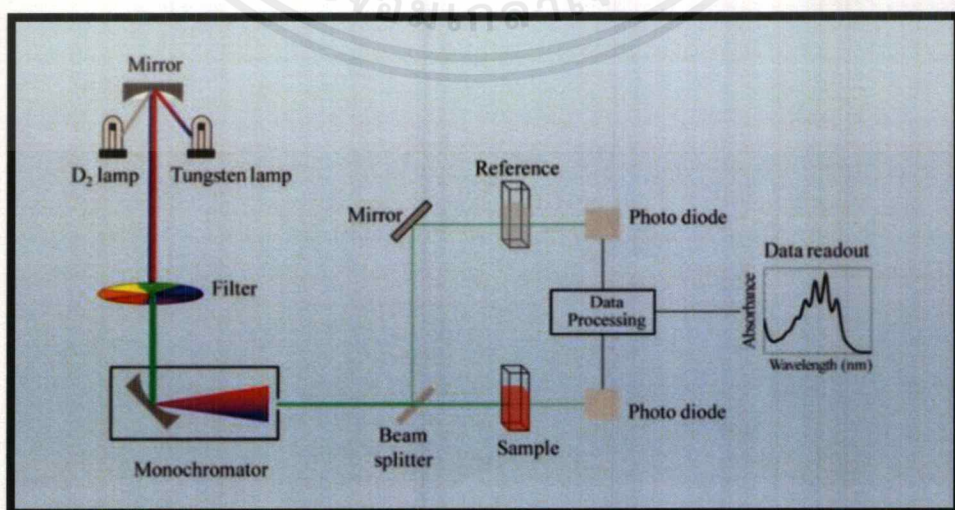 Mirror
D₂ lamp
Tungsten lamp
Reference
Mirror
Photo diode
Data readout
Filter
Data
Processing
Absorbance
Wavelength (nm)
Beam
splitter
Sample
Photo diode
Monochromator